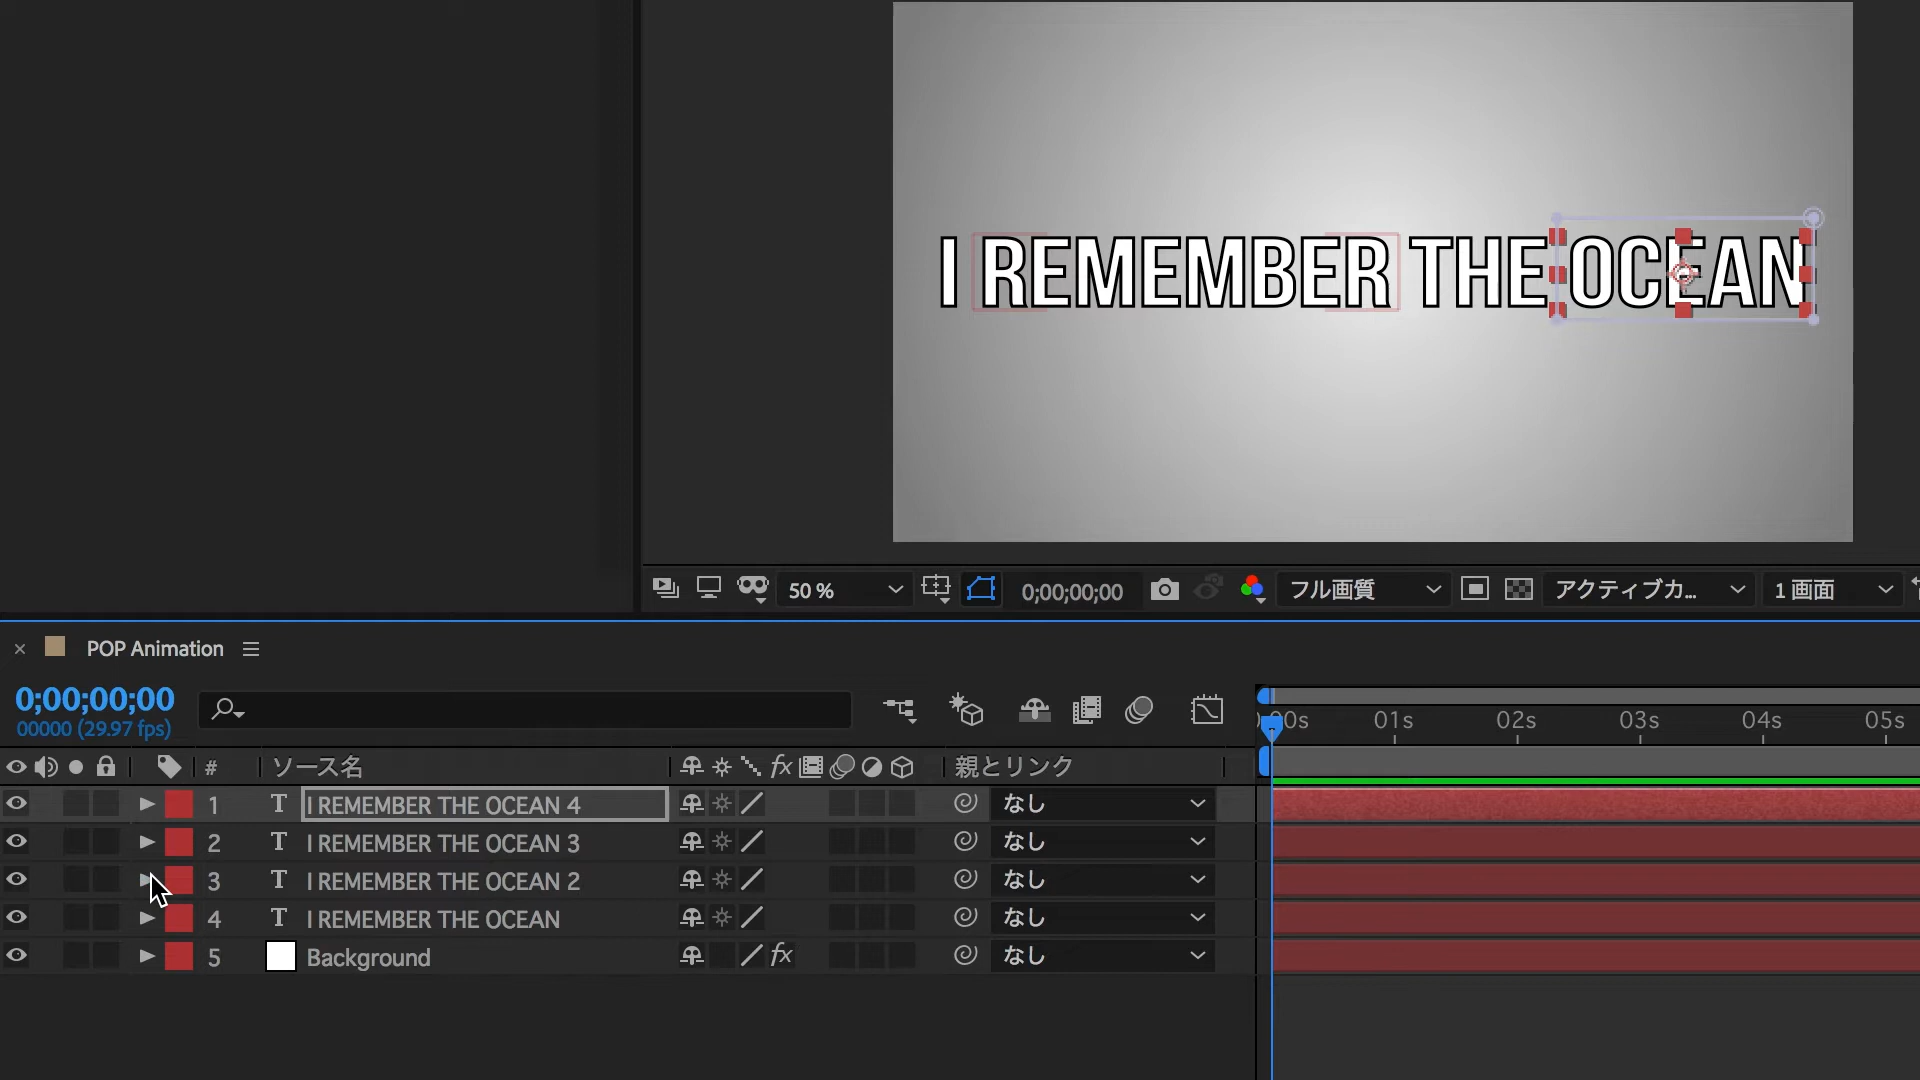 I REMEMBER THE OCEAN
50 %
0;00;00;00
フル画質
アクティブカ...
1 画面
POP Animation
0;00;00;00
00000 (29.97 fps)
00s
01s
02s
03s
04s
05s
#
ソース名
fx
親とリンク
1
T
I REMEMBER THE OCEAN 4
なし
2
T
I REMEMBER THE OCEAN 3
なし
3
T
I REMEMBER THE OCEAN 2
なし
4
T
I REMEMBER THE OCEAN
なし
5
Background
fx
なし